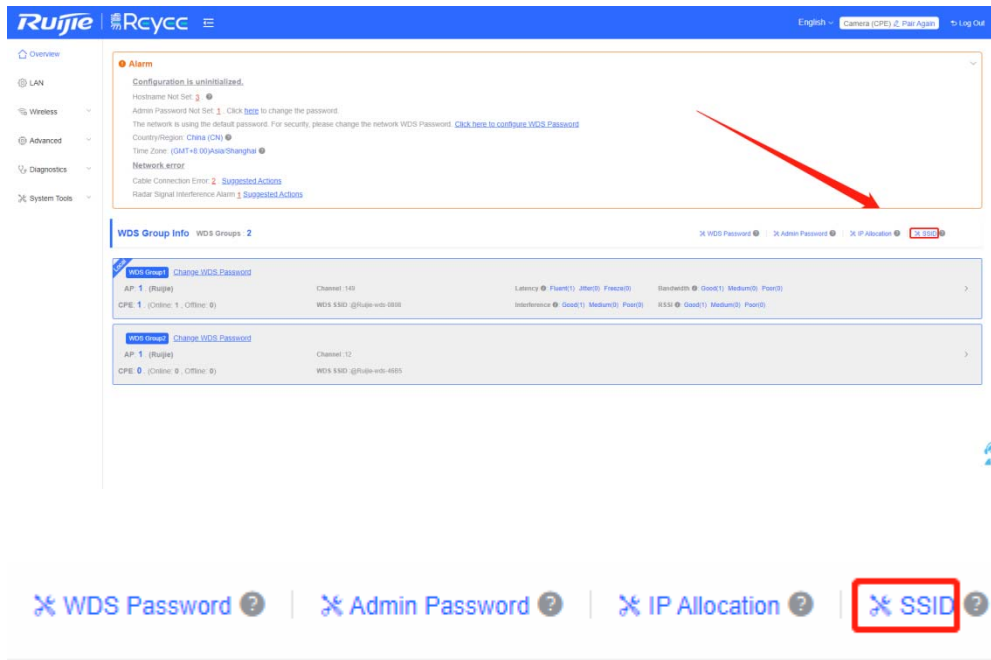 Ruijie Reyee English Camera (CPE) Pair Again Log Out
Overview
LAN
Wireless
Advanced
Diagnostics
System Tools
Alarm
Configuration is uninitialized.
Hostname Not Set: 3
Admin Password Not Set: 1 Click here to change the password.
The network is using the default password. For security, please change the network WDS Password. Click here to configure WDS Password
Country/Region: China (CN)
Time Zone: (GMT+8:00)Asia/Shanghai
Network error
Cable Connection Error: 2 Suggested Actions
Radar Signal Interference Alarm 1 Suggested Actions
WDS Group Info WDS Groups 2 WDS Password Admin Password IP Allocation SSID
Local
WDS Group1 Change WDS Password
AP: 1 (Ruijie) Channel :149 Latency Fluent(1) Jitter(0) Freeze(0) Bandwidth Good(1) Medium(0) Poor(0)
CPE: 1 (Online: 1 , Offline: 0) WDS SSID :@Ruijie-wds-0808 Interference Good(1) Medium(0) Poor(0) RSSI Good(1) Medium(0) Poor(0)
WDS Group2 Change WDS Password
AP: 1 (Ruijie) Channel :12
CPE: 0 (Online: 0 , Offline: 0) WDS SSID
WDS Password ? Admin Password ? IP Allocation ? SSID ?